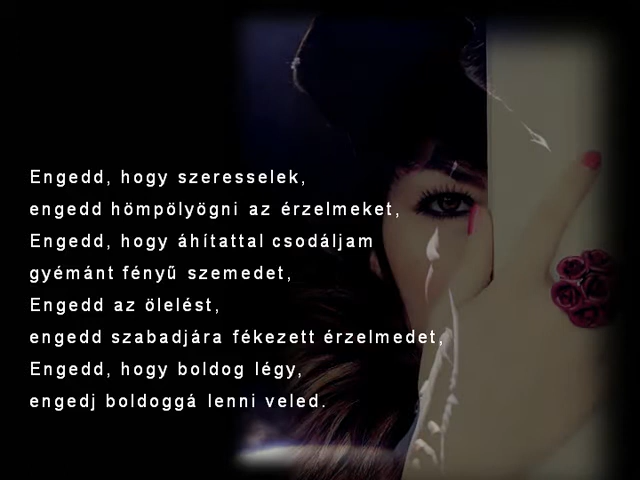 Engedd, hogy szeresselek,
engedd hömpölyögni az érzelmeket,
Engedd, hogy áhítattal csodáljam
gyémánt fényű szemedet,
Engedd az ölelést,
engedd szabadjára fékezett érzelmedet,
Engedd, hogy boldog légy,
engedj boldoggá lenni veled.